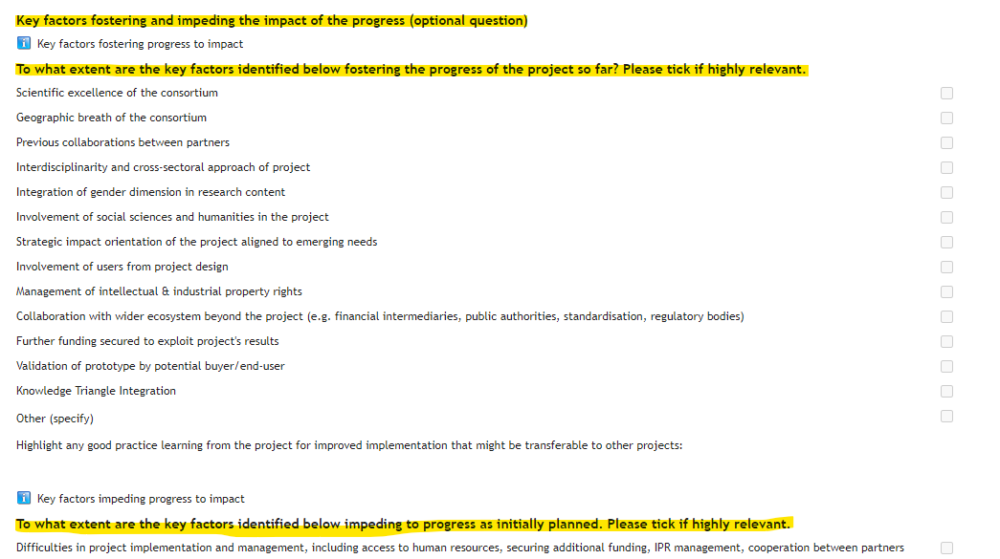 Key factors fostering and impeding the impact of the progress (optional question)
Key factors fostering progress to impact
To what extent are the key factors identified below fostering the progress of the project so far? Please tick if highly relevant.
Scientific excellence of the consortium
Geographic breath of the consortium
Previous collaborations between partners
Interdisciplinarity and cross-sectoral approach of project
Integration of gender dimension in research content
Involvement of social sciences and humanities in the project
Strategic impact orientation of the project aligned to emerging needs
Involvement of users from project design
Management of intellectual & industrial property rights
Collaboration with wider ecosystem beyond the project (e.g. financial intermediaries, public authorities, standardisation, regulatory bodies)
Further funding secured to exploit project's results
Validation of prototype by potential buyer/end-user
Knowledge Triangle Integration
Other (specify)
Highlight any good practice learning from the project for improved implementation that might be transferable to other projects:
Key factors impeding progress to impact
To what extent are the key factors identified below impeding to progress as initially planned. Please tick if highly relevant.
Difficulties in project implementation and management, including access to human resources, securing additional funding, IPR management, cooperation between partners